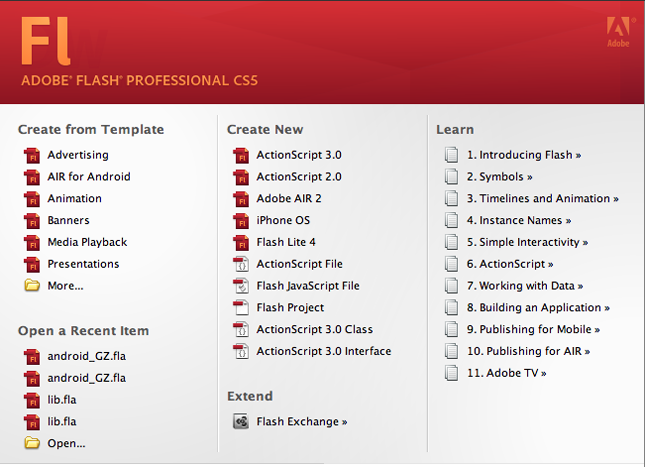 Fl
Adobe
ADOBE® FLASH® PROFESSIONAL CS5
Create from Template
Advertising
AIR for Android
Animation
Banners
Media Playback
Presentations
More...
Open a Recent Item
android_GZ.fla
android_GZ.fla
lib.fla
lib.fla
Open...
Create New
ActionScript 3.0
ActionScript 2.0
Adobe AIR 2
iPhone OS
Flash Lite 4
ActionScript File
Flash JavaScript File
Flash Project
ActionScript 3.0 Class
ActionScript 3.0 Interface
Extend
Flash Exchange »
Learn
1. Introducing Flash »
2. Symbols »
3. Timelines and Animation »
4. Instance Names »
5. Simple Interactivity »
6. ActionScript »
7. Working with Data »
8. Building an Application »
9. Publishing for Mobile »
10. Publishing for AIR »
11. Adobe TV »